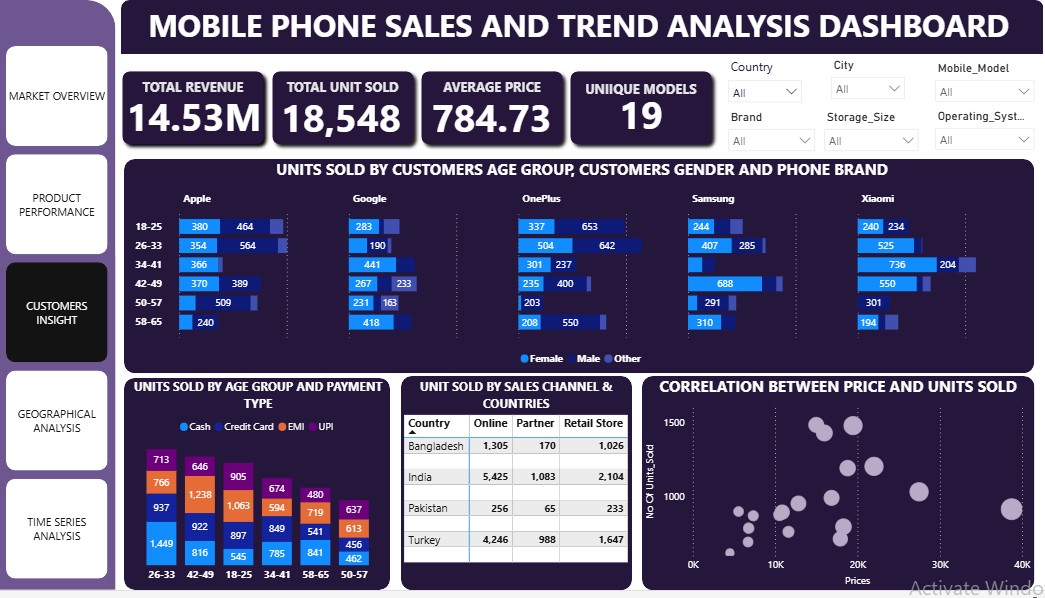 MOBILE PHONE SALES AND TREND ANALYSIS DASHBOARD
MARKET OVERVIEW
PRODUCT
PERFORMANCE
CUSTOMERS
INSIGHT
GEOGRAPHICAL
ANALYSIS
TIME SERIES
ANALYSIS
TOTAL REVENUE
14.53M
TOTAL UNIT SOLD
18,548
AVERAGE PRICE
784.73
UNIIQUE MODELS
19
Country
All
City
All
Mobile_Model
All
Brand
All
Storage_Size
All
Operating_Syst...
All
UNITS SOLD BY CUSTOMERS AGE GROUP, CUSTOMERS GENDER AND PHONE BRAND
Apple Google OnePlus Samsung Xiaomi
18-25 380 464 283 337 653 244 240 234
26-33 354 564 190 504 642 407 285 525
34-41 366 441 301 237 736 204
42-49 370 389 267 233 235 400 688 550
50-57 509 231 163 203 291 301
58-65 240 418 208 550 310 194
Female Male Other
UNITS SOLD BY AGE GROUP AND PAYMENT
TYPE
Cash Credit Card EMI UPI
713 646 905 674 480 637
766 1,238 1,063 594 719 613
937 922 897 849 541 456
1,449 816 545 785 841 462
26-33 42-49 18-25 34-41 58-65 50-57
UNIT SOLD BY SALES CHANNEL &
COUNTRIES
Country Online Partner Retail Store
Bangladesh 1,305 170 1,026
India 5,425 1,083 2,104
Pakistan 256 65 233
Turkey 4,246 988 1,647
CORRELATION BETWEEN PRICE AND UNITS SOLD
No Of Units_Sold
1500
1000
0K 10K 20K 30K 40K
Prices
Activate Windo